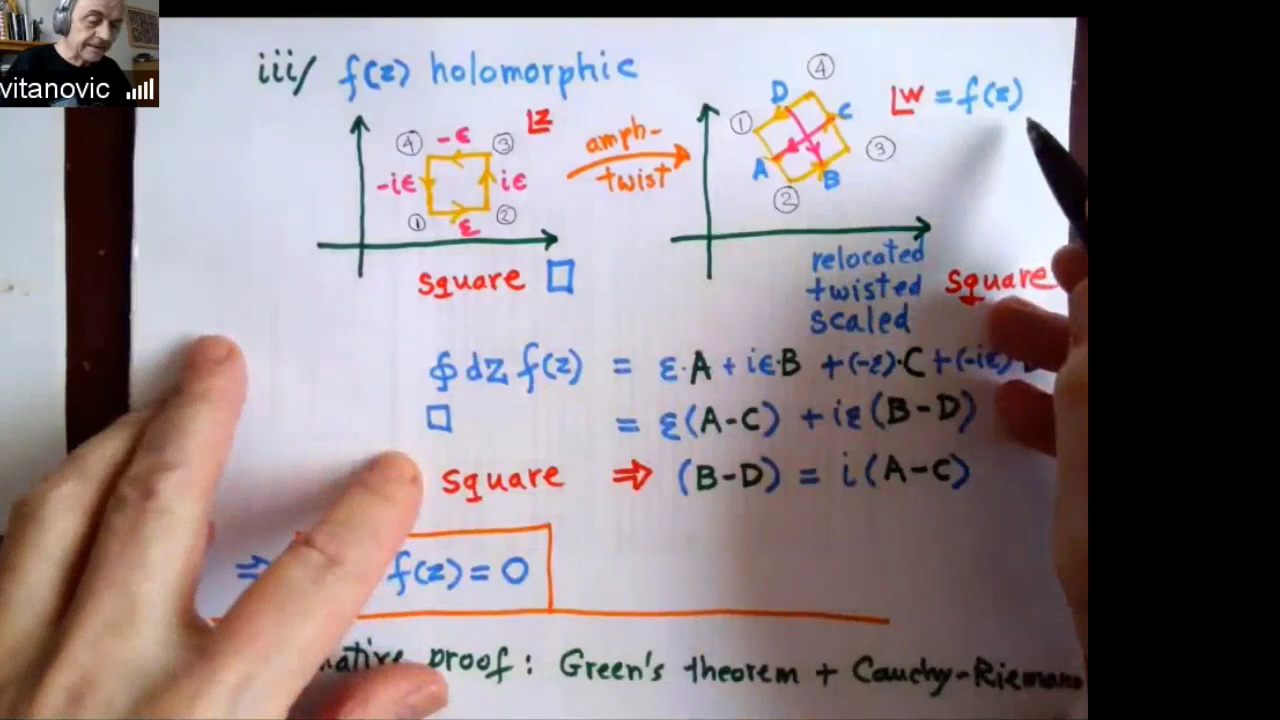 vitanovic
iii/ f(z) holomorphic
④ -ε ③ z
-iε iε
① ε ②
square □
amph-
twist
④
D C
①
③
A B
②
w = f(z)
relocated
twisted square
scaled
∮ dz f(z) = ε·A + iε·B + (-ε)·C + (-iε)
□ = ε(A-C) + iε(B-D)
square ⇒ (B-D) = i(A-C)
⇒ f(z) = 0
proof: Green's theorem + Cauchy-Riemann